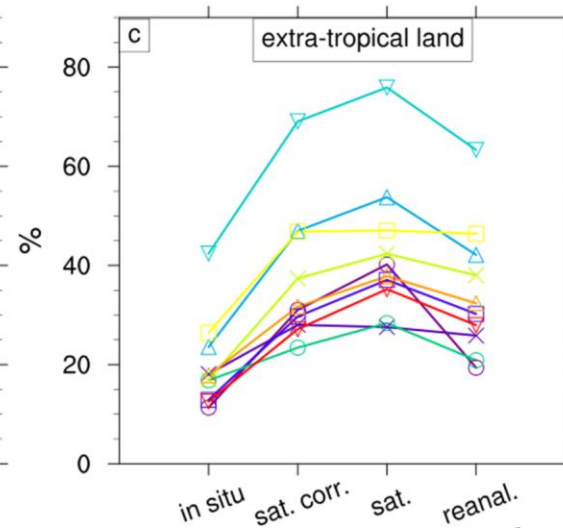 c
extra-tropical land
80
60
40
20
0
%
in situ
sat. corr.
sat.
reanal.